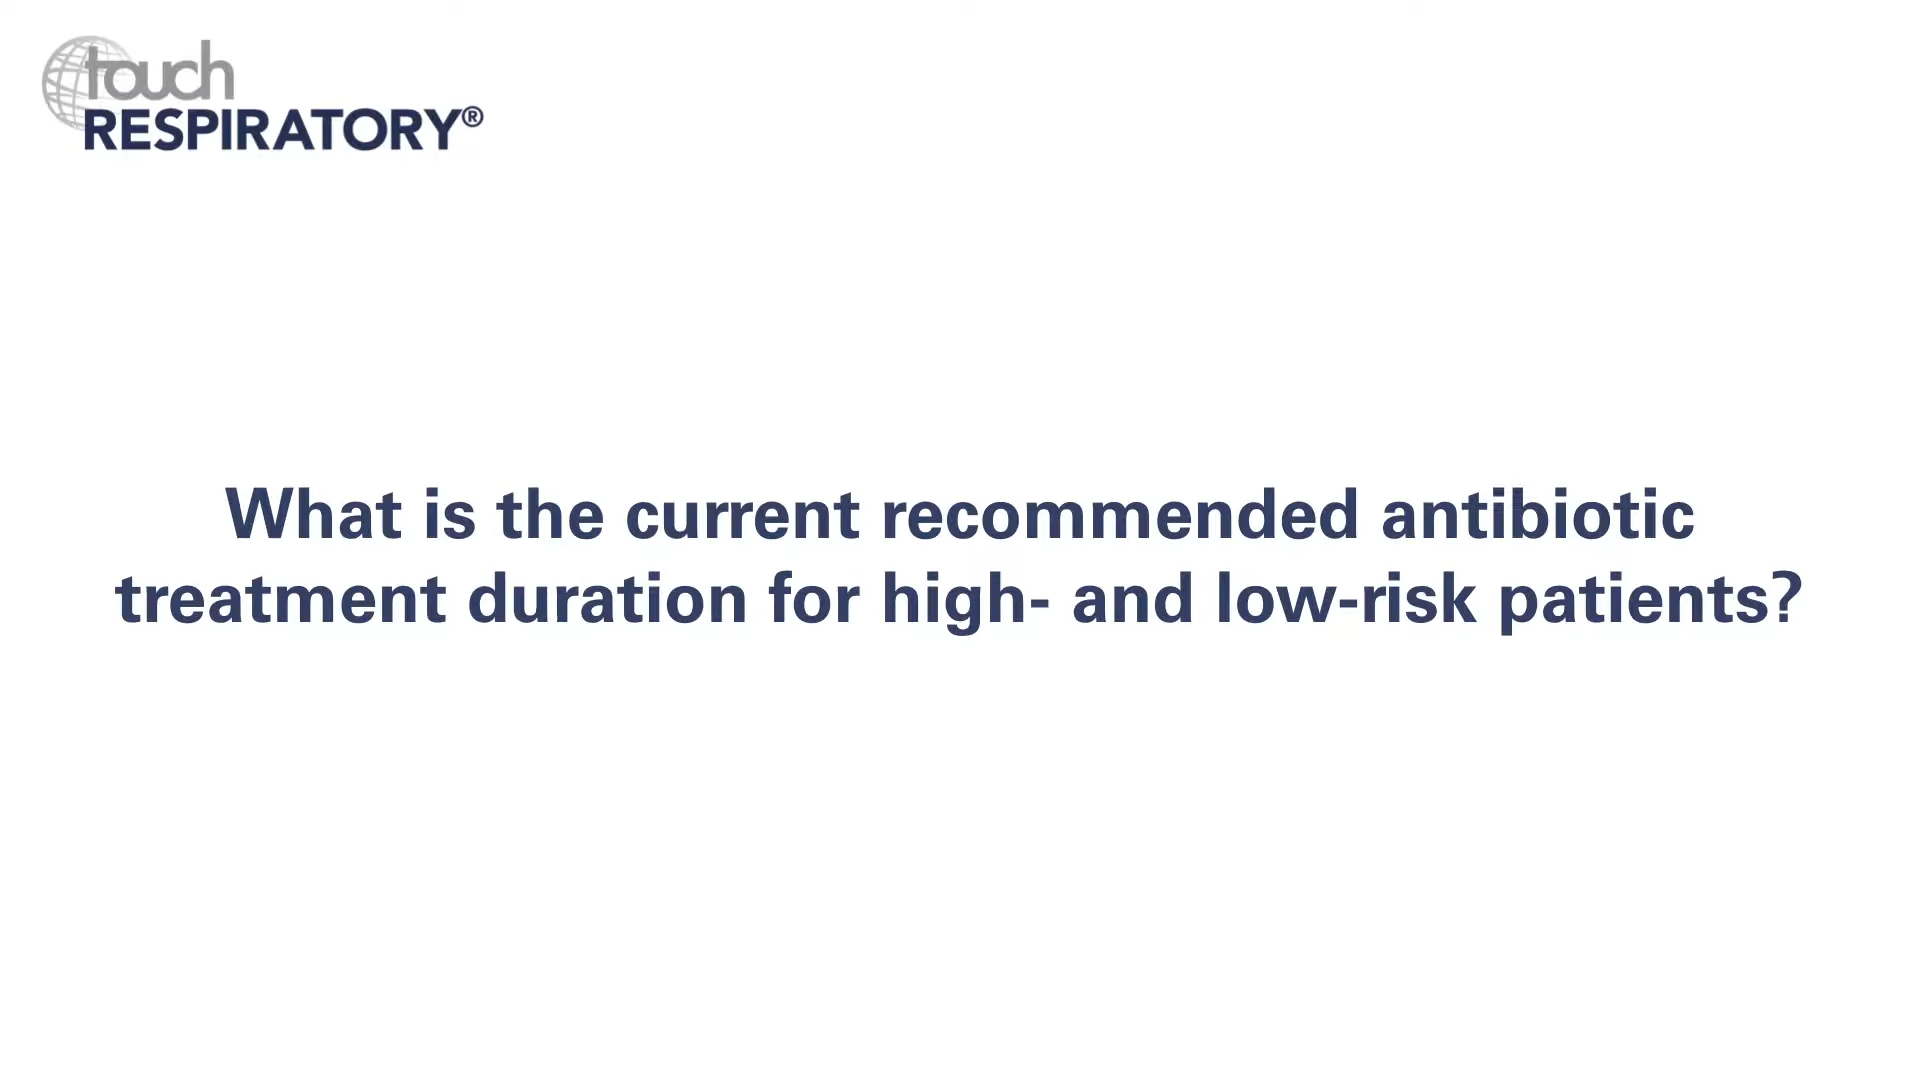 touch
RESPIRATORY®
What is the current recommended antibiotic
treatment duration for high- and low-risk patients?